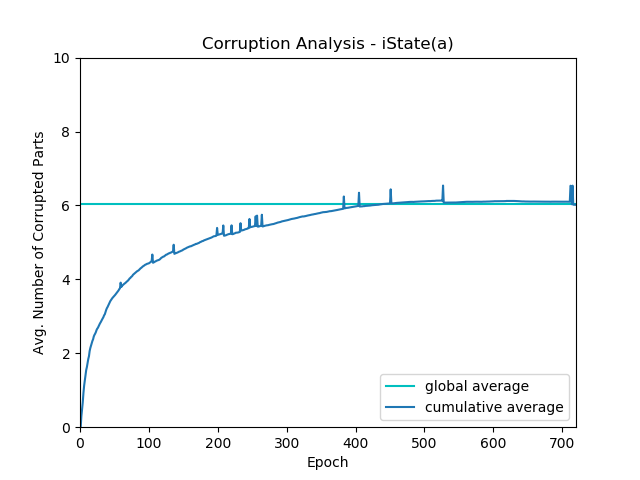 Corruption Analysis - iState(a)
Avg. Number of Corrupted Parts
10
8
6
4
2
0
0 100 200 300 400 500 600 700
Epoch
global average
cumulative average